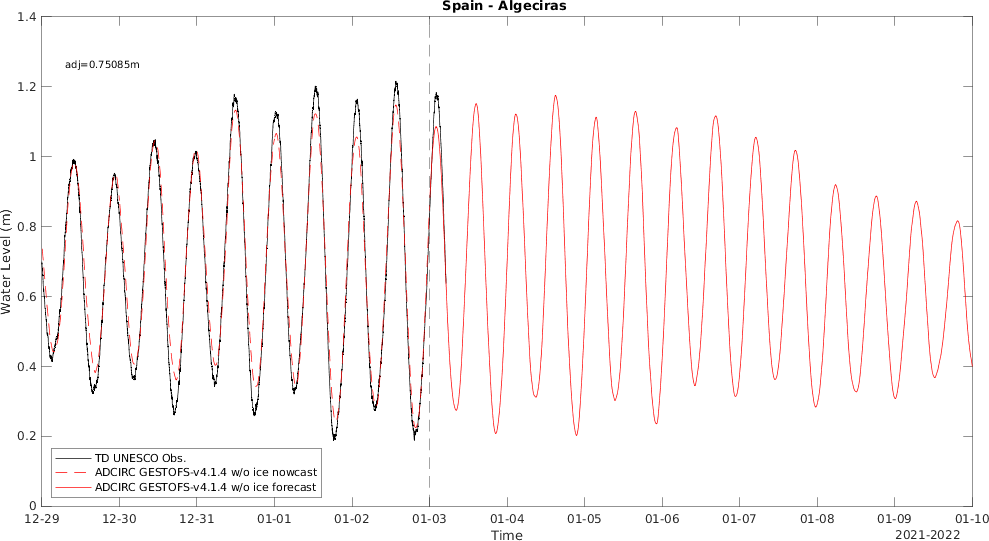 Spain - Algeciras
1.4
1.2
1
0.8
0.6
0.4
0.2
0
Water Level (m)
adj=0.75085m
TD UNESCO Obs.
ADCIRC GESTOFS-v4.1.4 w/o ice nowcast
ADCIRC GESTOFS-v4.1.4 w/o ice forecast
12-29 12-30 12-31 01-01 01-02 01-03 01-04 01-05 01-06 01-07 01-08 01-09 01-10
Time
2021-2022